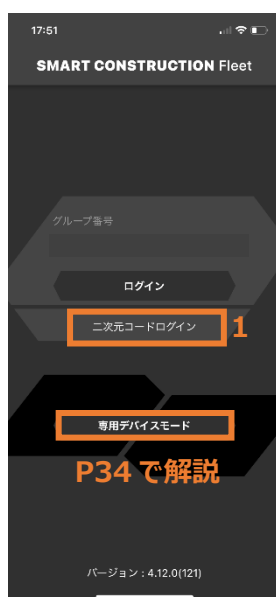 17:51
SMART CONSTRUCTION Fleet
グループ番号
ログイン
二次元コードログイン 1
専用デバイスモード
P34 で解説
バージョン : 4.12.0(121)